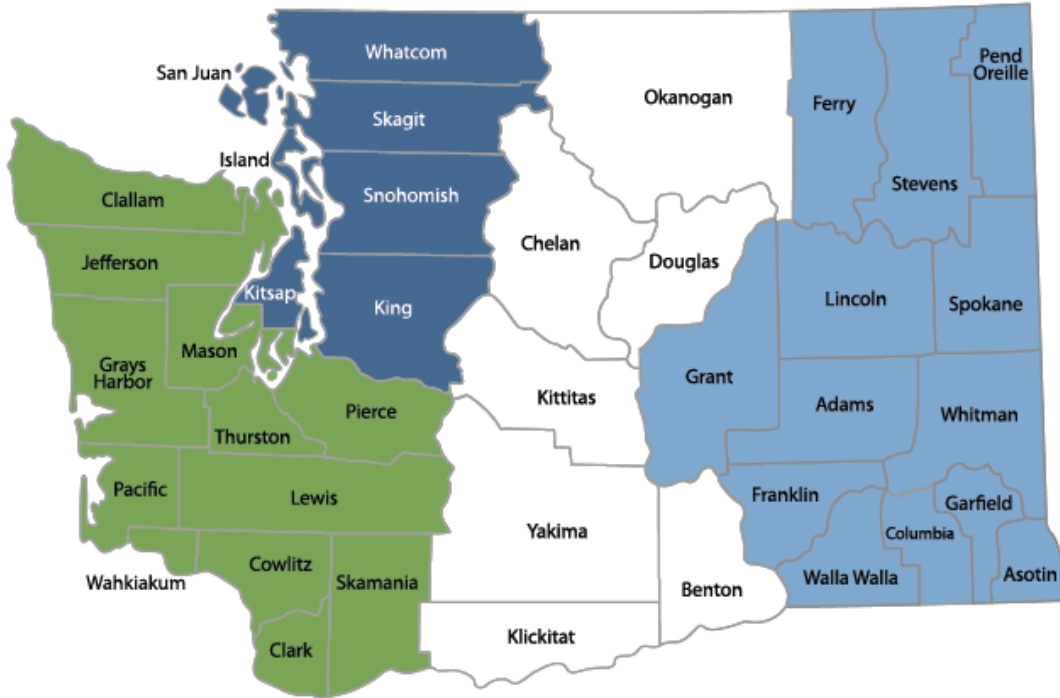 Whatcom
San Juan
Pend
Oreille
Okanogan
Ferry
Skagit
Island
Stevens
Snohomish
Clallam
Chelan
Douglas
Jefferson
Kitsap
Lincoln
Spokane
King
Mason
Grays
Harbor
Grant
Kittitas
Adams
Whitman
Pierce
Thurston
Pacific
Lewis
Franklin
Garfield
Yakima
Columbia
Cowlitz
Wahkiakum
Skamania
Walla Walla
Asotin
Benton
Klickitat
Clark